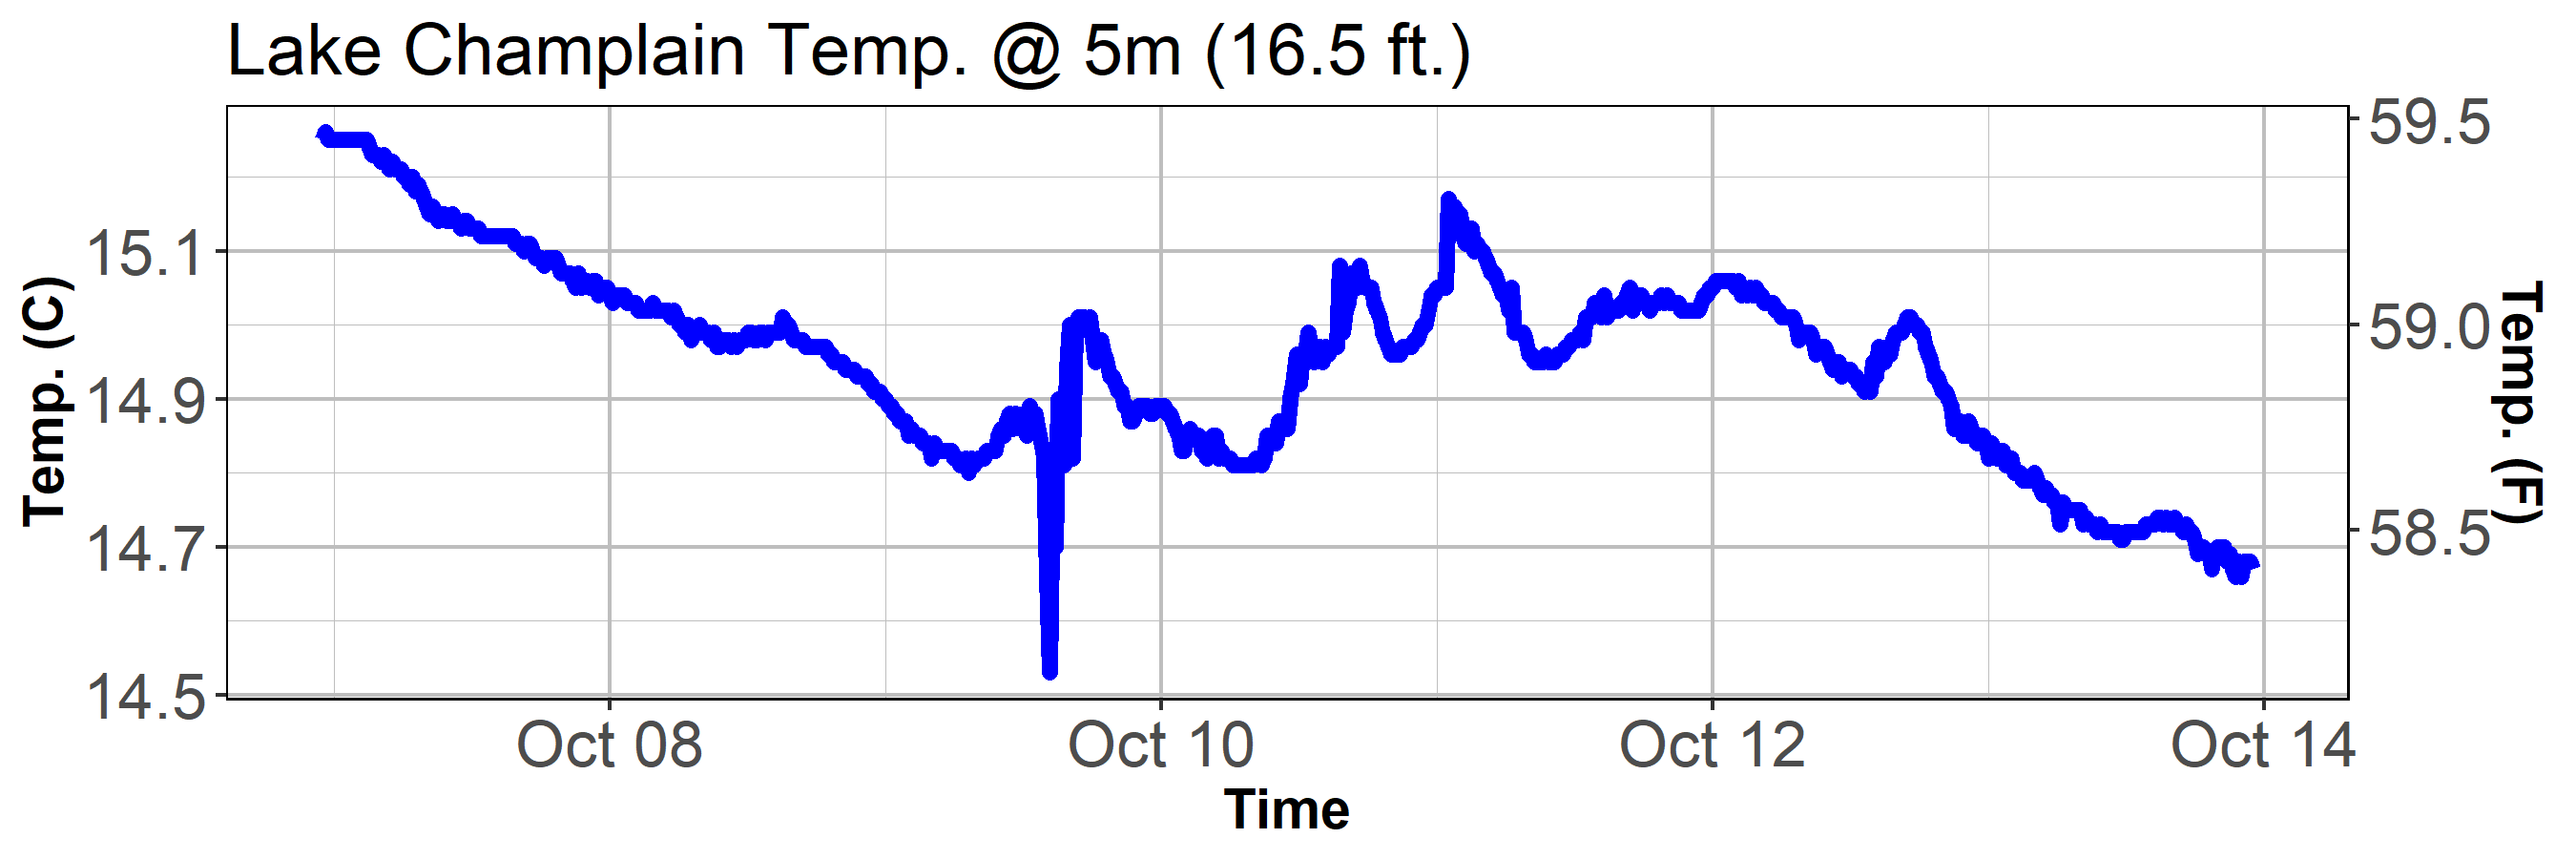 Lake Champlain Temp. @ 5m (16.5 ft.)
Temp. (C)
15.1
14.9
14.7
14.5
59.5
59.0
58.5
Temp. (F)
Oct 08
Oct 10
Oct 12
Oct 14
Time